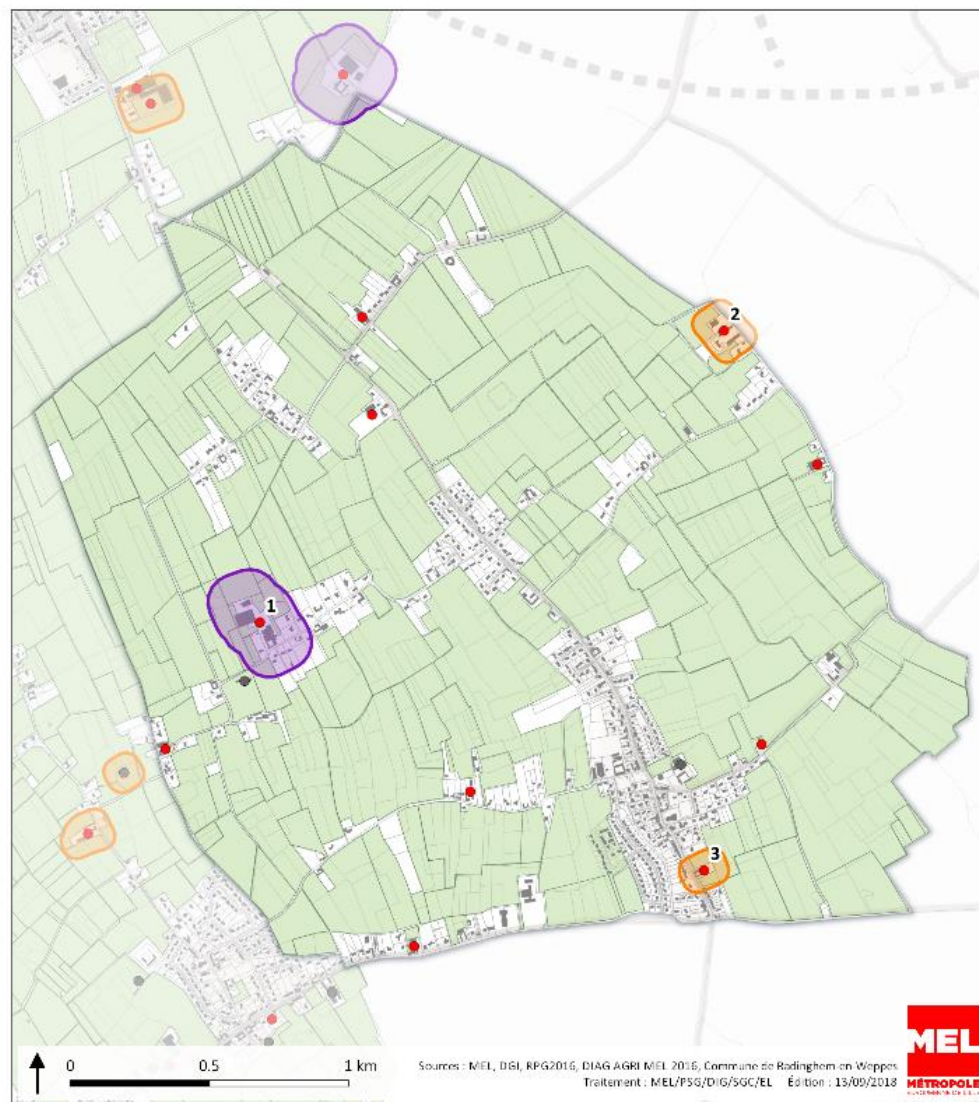 2
1
3
0 0.5 1 km
Sources : MEL, DGI, RPG2016, DIAG AGRI MEL 2016, Commune de Radinghem-en-Weppes
Traitement : MEL/PSG/DIG/SGC/EL Édition : 13/09/2018
MEL
MÉTROPOLE